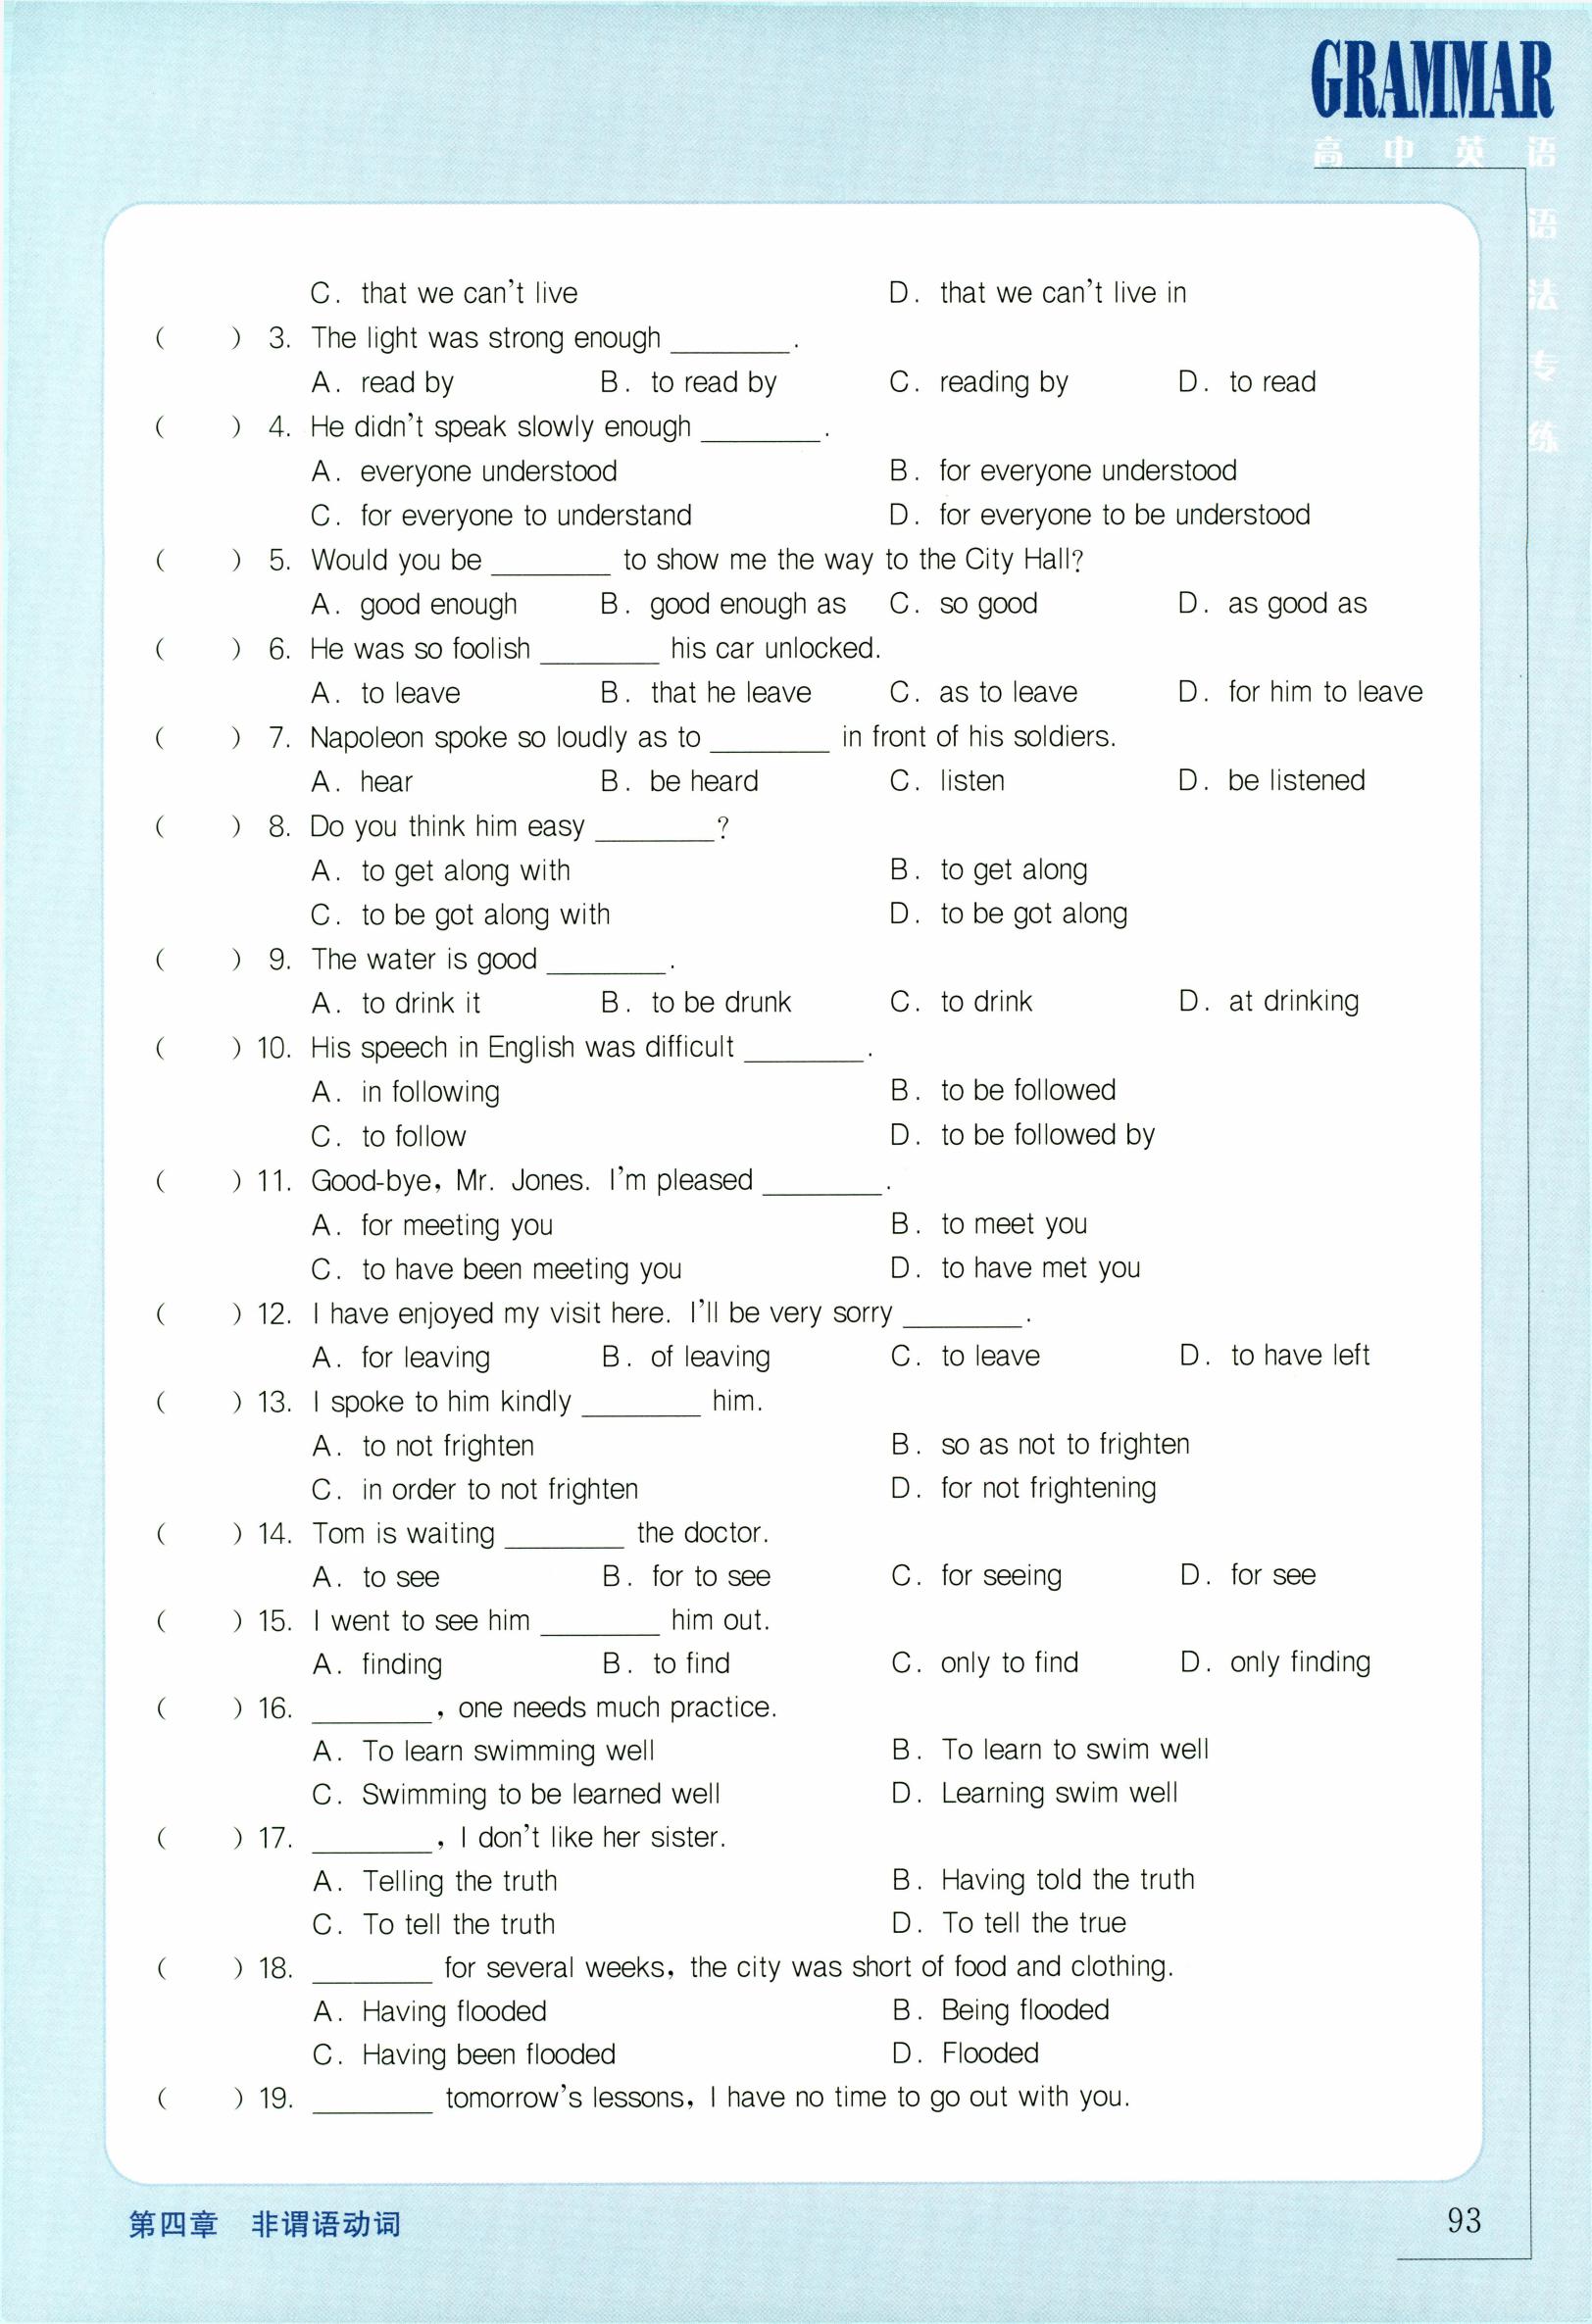 GRAMMAR
高中英语
语法专练
C. that we can't live D. that we can't live in
( ) 3. The light was strong enough ________.
A. read by B. to read by C. reading by D. to read
( ) 4. He didn't speak slowly enough ________.
A. everyone understood B. for everyone understood
C. for everyone to understand D. for everyone to be understood
( ) 5. Would you be ________ to show me the way to the City Hall?
A. good enough B. good enough as C. so good D. as good as
( ) 6. He was so foolish ________ his car unlocked.
A. to leave B. that he leave C. as to leave D. for him to leave
( ) 7. Napoleon spoke so loudly as to ________ in front of his soldiers.
A. hear B. be heard C. listen D. be listened
( ) 8. Do you think him easy ________?
A. to get along with B. to get along
C. to be got along with D. to be got along
( ) 9. The water is good ________.
A. to drink it B. to be drunk C. to drink D. at drinking
( ) 10. His speech in English was difficult ________.
A. in following B. to be followed
C. to follow D. to be followed by
( ) 11. Good-bye, Mr. Jones. I'm pleased ________.
A. for meeting you B. to meet you
C. to have been meeting you D. to have met you
( ) 12. I have enjoyed my visit here. I'll be very sorry ________.
A. for leaving B. of leaving C. to leave D. to have left
( ) 13. I spoke to him kindly ________ him.
A. to not frighten B. so as not to frighten
C. in order to not frighten D. for not frightening
( ) 14. Tom is waiting ________ the doctor.
A. to see B. for to see C. for seeing D. for see
( ) 15. I went to see him ________ him out.
A. finding B. to find C. only to find D. only finding
( ) 16. ________, one needs much practice.
A. To learn swimming well B. To learn to swim well
C. Swimming to be learned well D. Learning swim well
( ) 17. ________, I don't like her sister.
A. Telling the truth B. Having told the truth
C. To tell the truth D. To tell the true
( ) 18. ________ for several weeks, the city was short of food and clothing.
A. Having flooded B. Being flooded
C. Having been flooded D. Flooded
( ) 19. ________ tomorrow's lessons, I have no time to go out with you.
第四章 非谓语动词 93